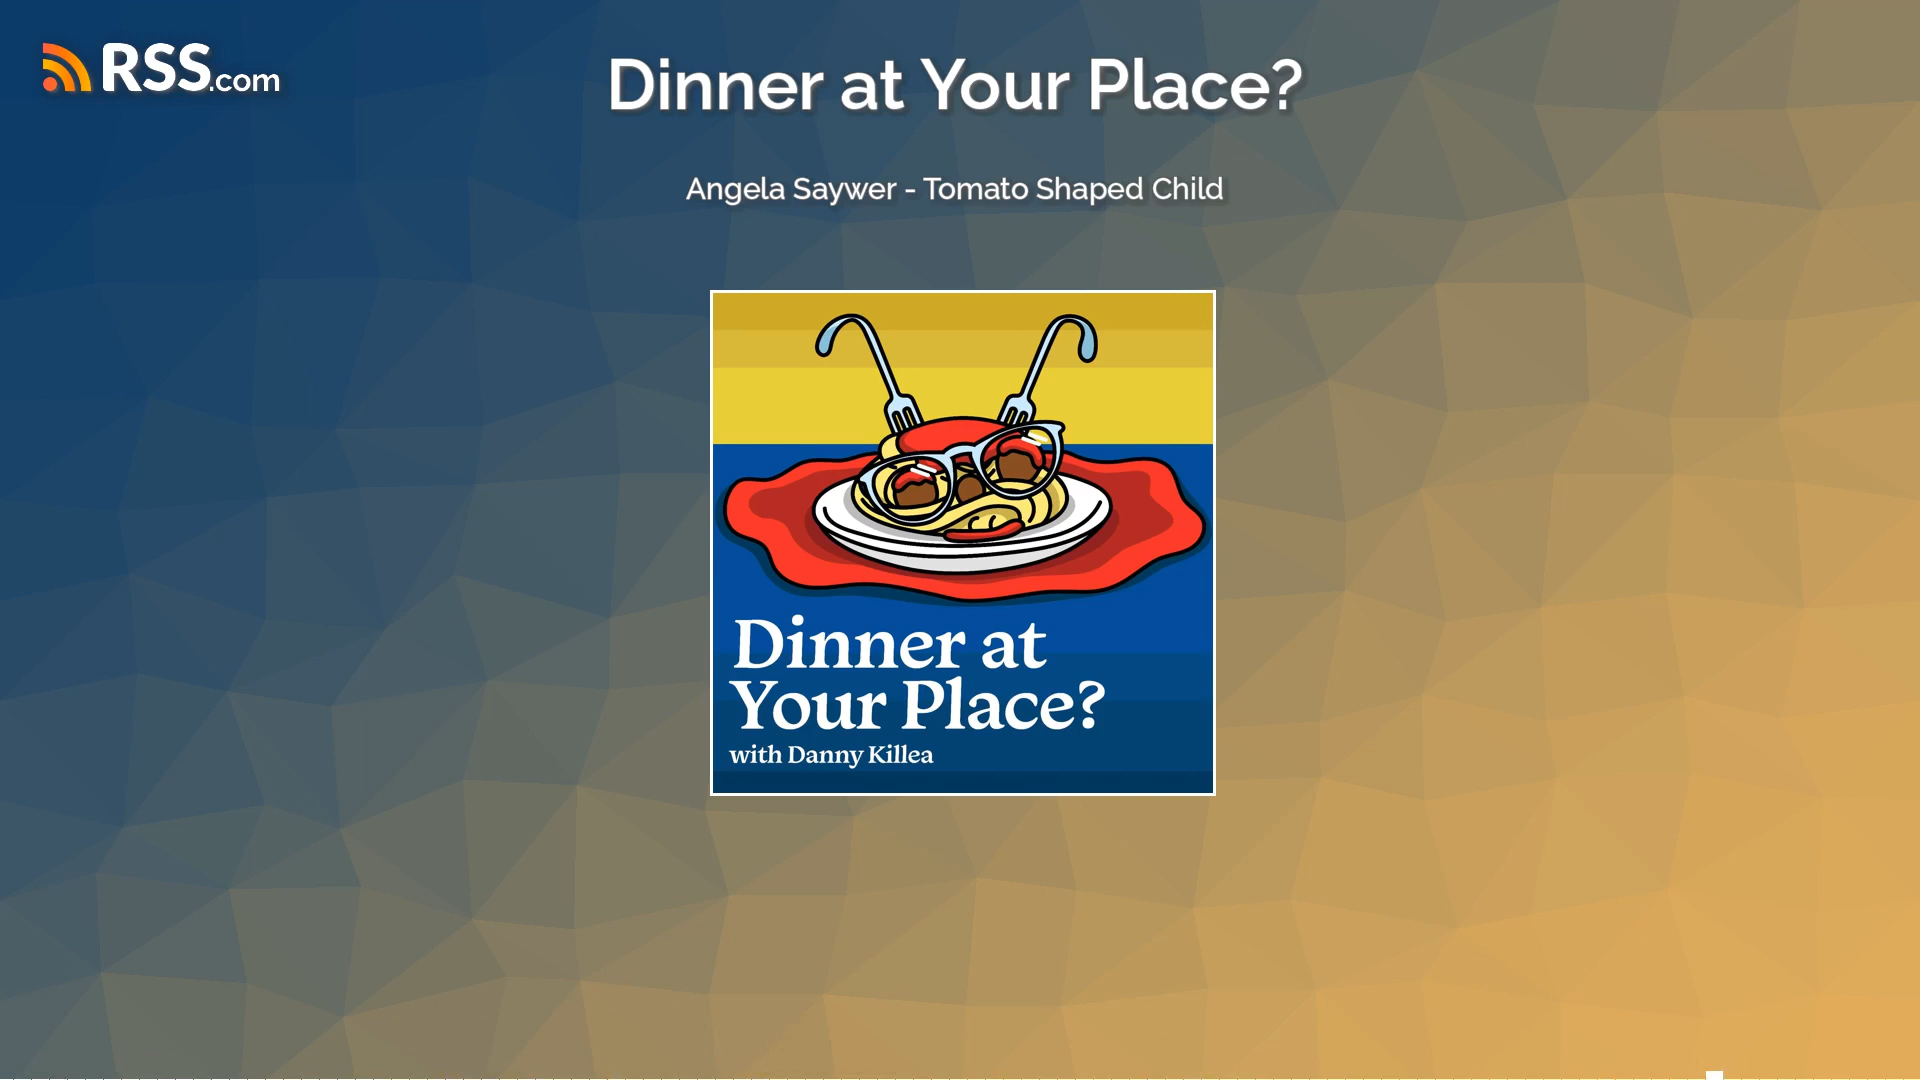 RSS.com
Dinner at Your Place?
Angela Saywer - Tomato Shaped Child
Dinner at
Your Place?
with Danny Killea